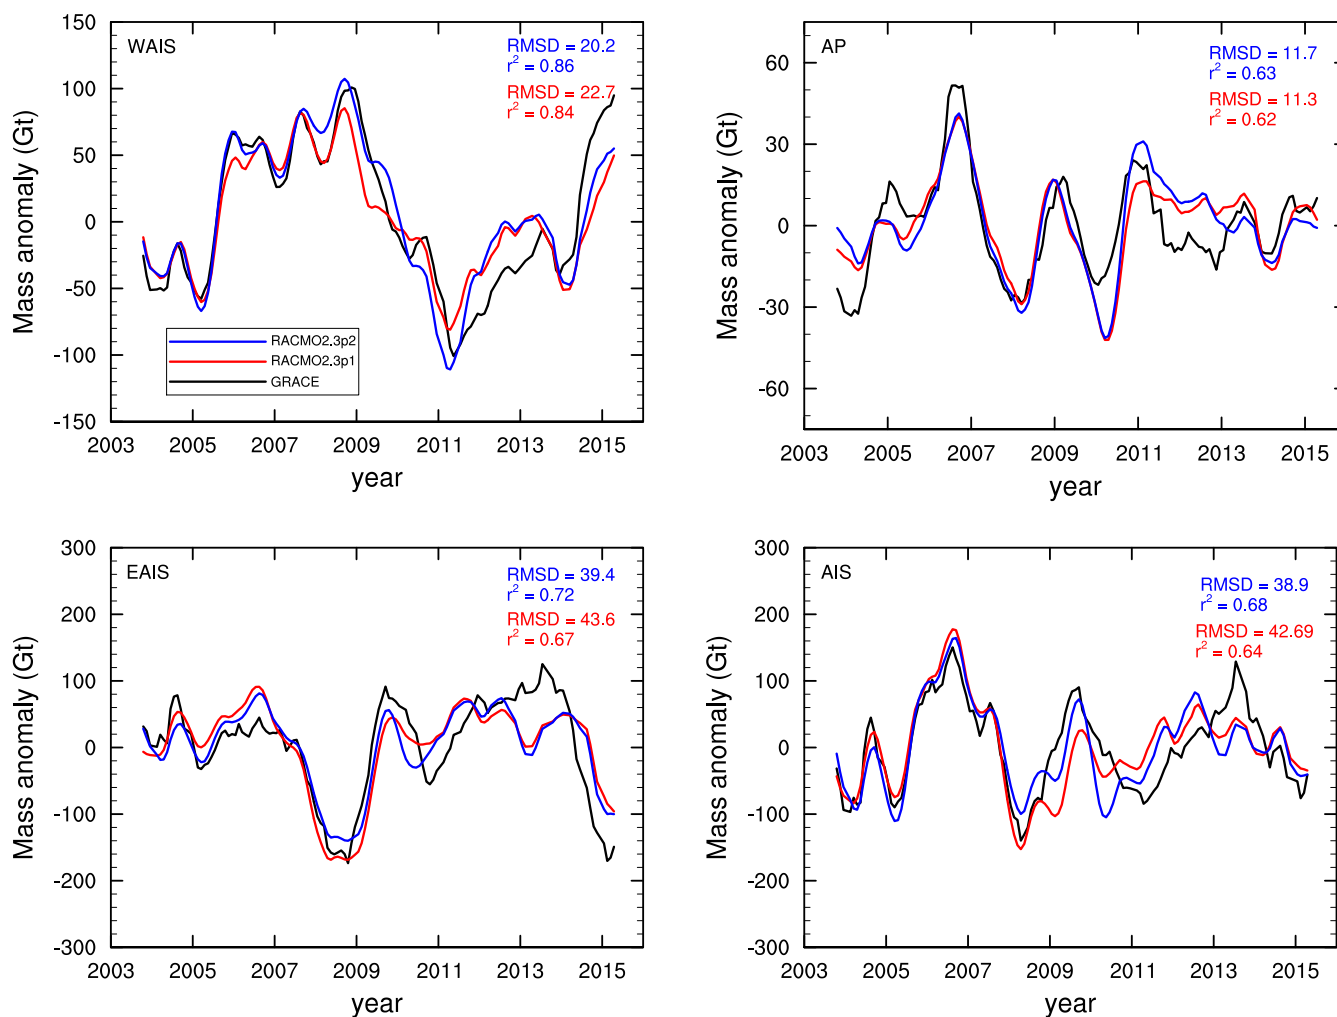 WAIS
RMSD = 20.2
r² = 0.86
RMSD = 22.7
r² = 0.84
150
100
50
0
-50
-100
-150
Mass anomaly (Gt)
RACMO2.3p2
RACMO2.3p1
GRACE
2003 2005 2007 2009 2011 2013 2015
year
AP
RMSD = 11.7
r² = 0.63
RMSD = 11.3
r² = 0.62
60
30
0
-30
-60
Mass anomaly (Gt)
2003 2005 2007 2009 2011 2013 2015
year
EAIS
RMSD = 39.4
r² = 0.72
RMSD = 43.6
r² = 0.67
300
200
100
0
-100
-200
-300
Mass anomaly (Gt)
2003 2005 2007 2009 2011 2013 2015
year
AIS
RMSD = 38.9
r² = 0.68
RMSD = 42.69
r² = 0.64
300
200
100
0
-100
-200
-300
Mass anomaly (Gt)
2003 2005 2007 2009 2011 2013 2015
year